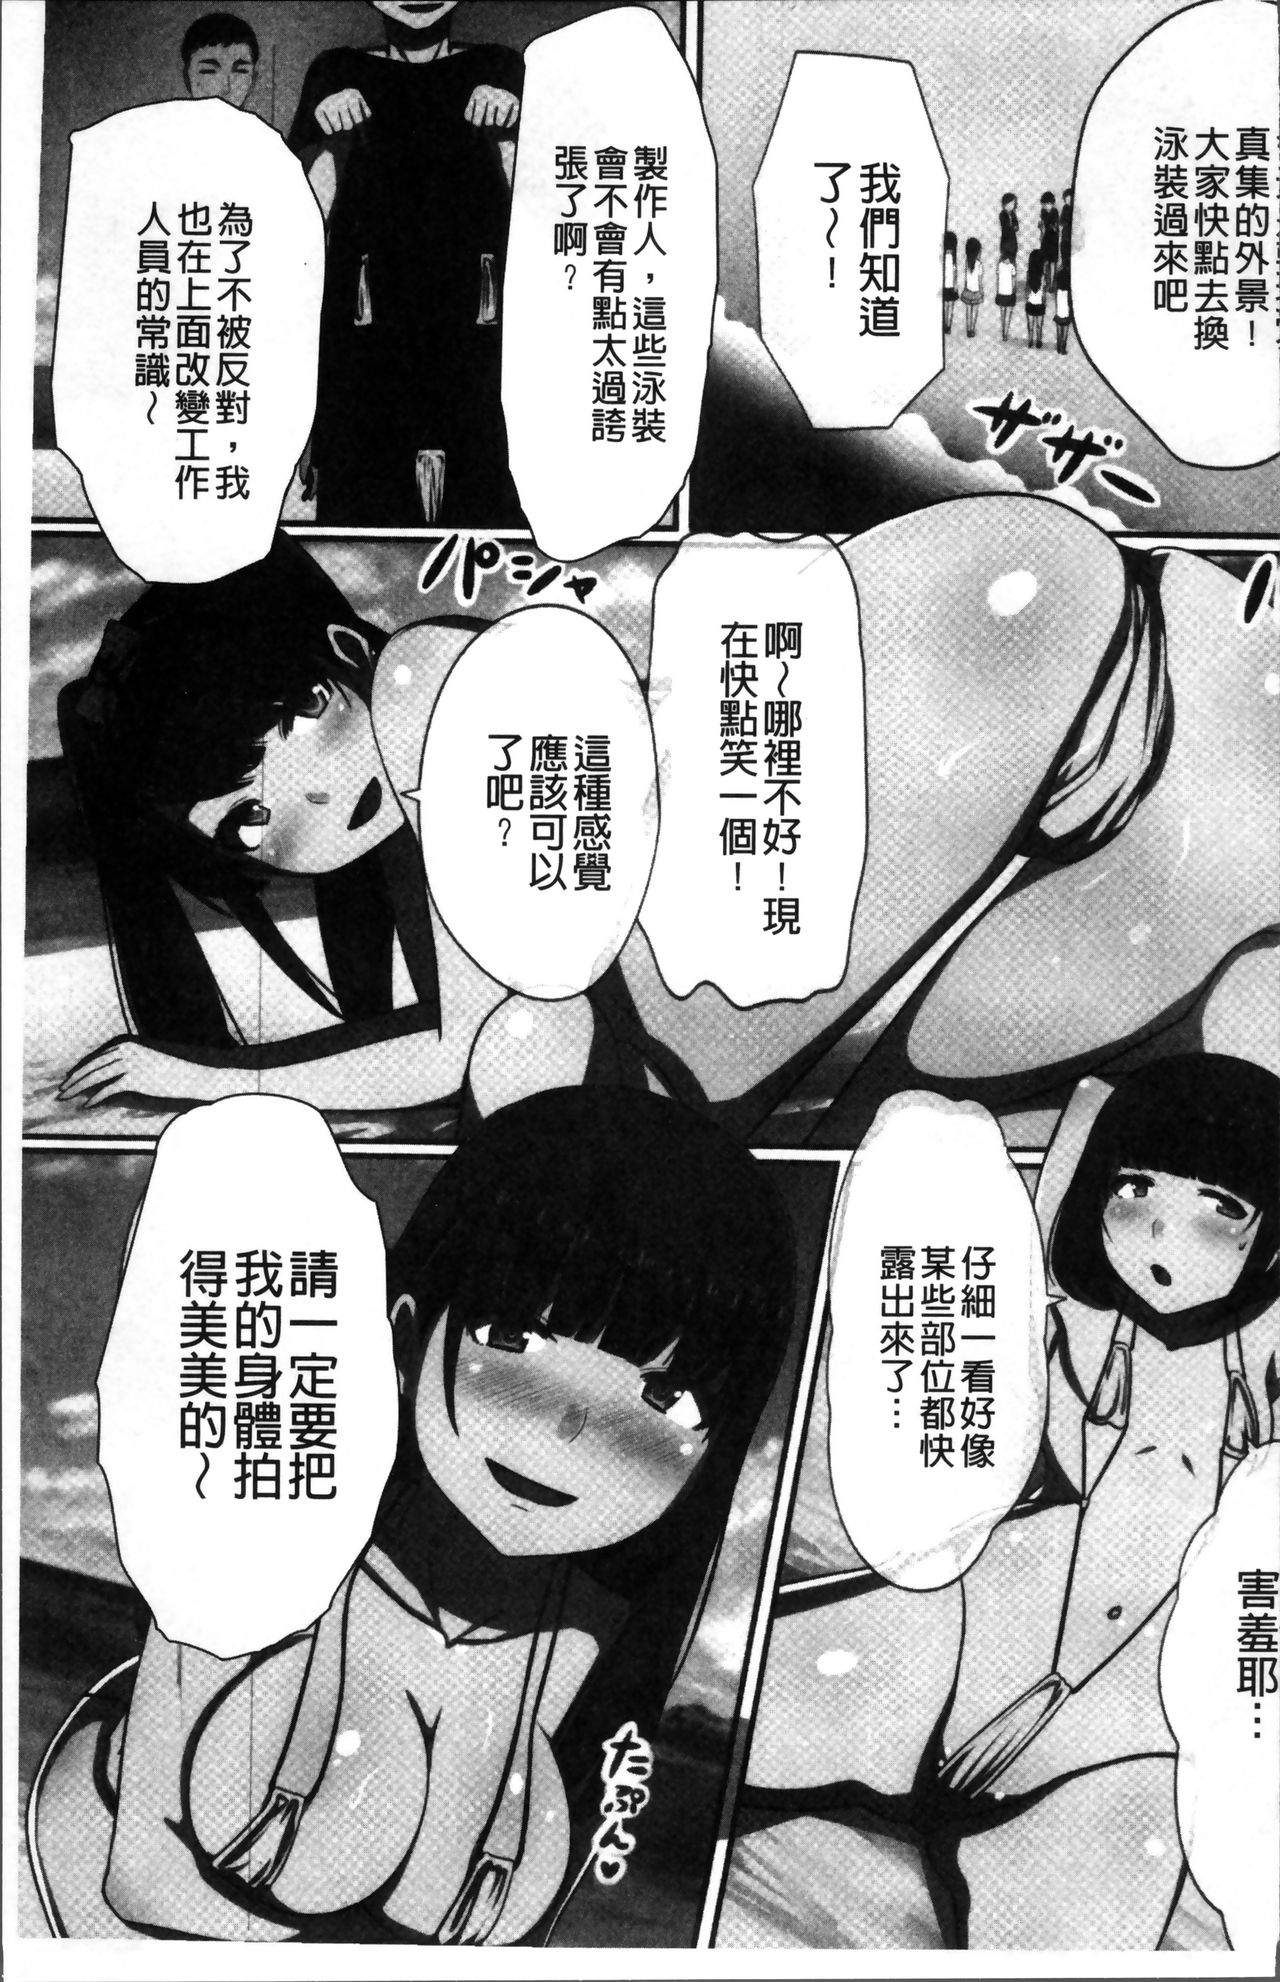 真集的外景！
大家快點去換
泳裝過來吧
我們知道
了～！
ザザザー
製作人，這些泳裝
會不會有點太過誇
張了啊？
為了不被反對，我
也在上面改變工作
人員的常識～
啊～哪裡不好！現
在快點笑一個！
パシャ
這種感覺
應該可以
了吧？
仔細一看好像
某些部位都快
露出來了…
害羞耶…
請一定要把
我的身體拍
得美美的～
たぷん♡